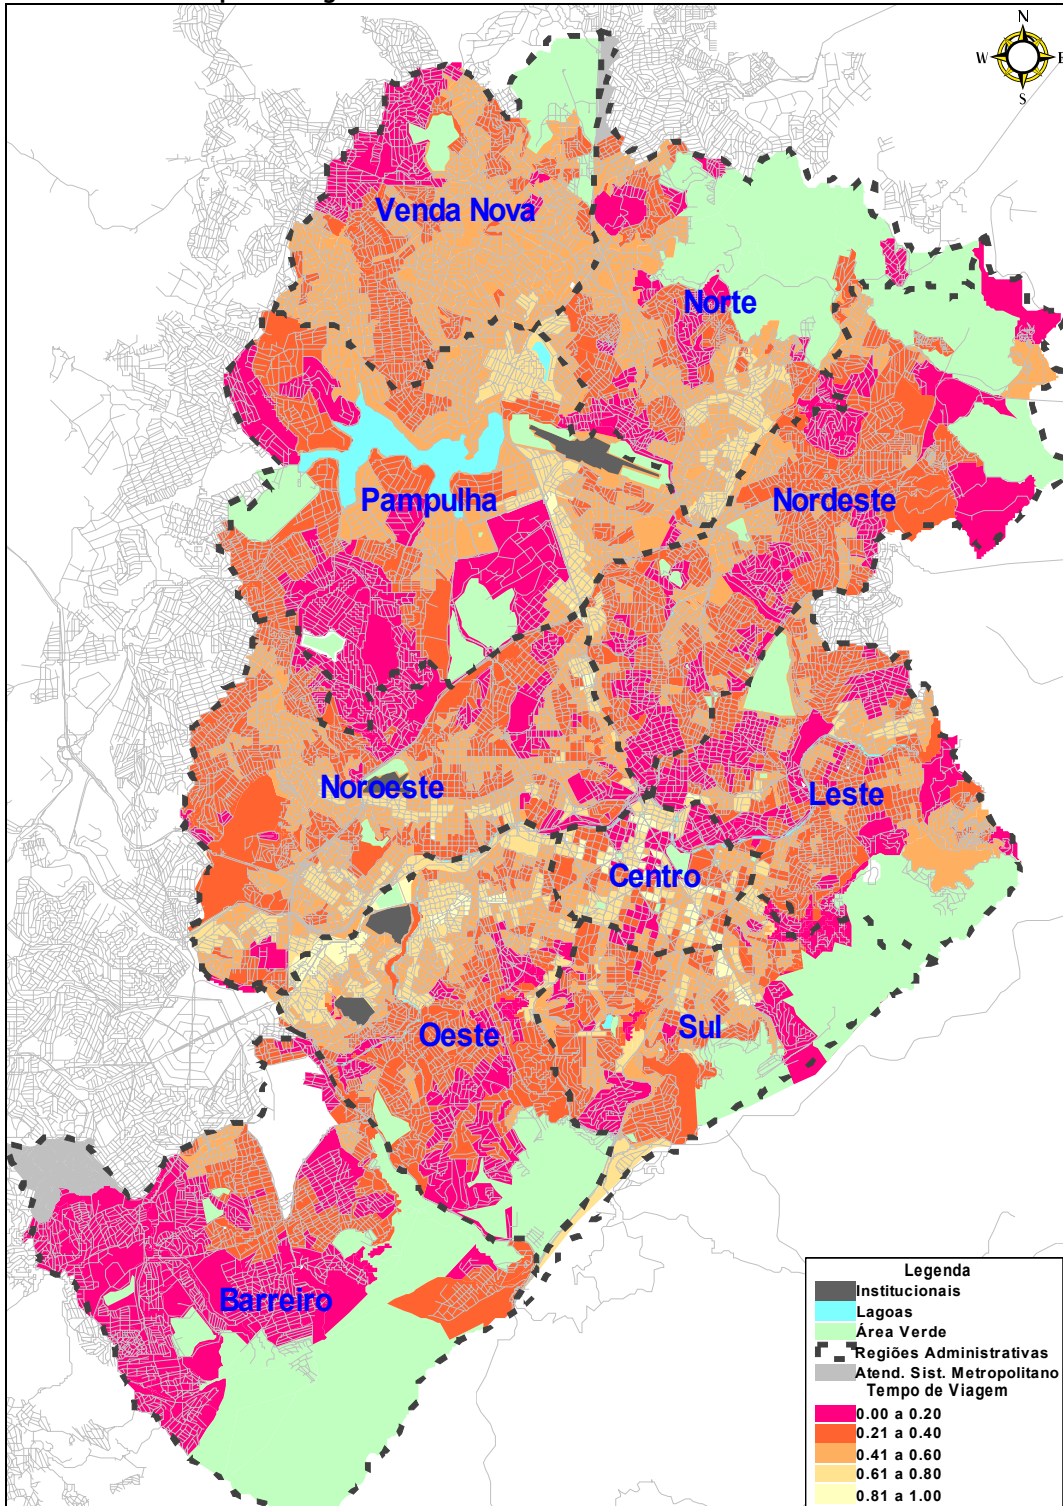 N
W
E
S
Venda Nova
Norte
Pampulha
Nordeste
Noroeste
Leste
Centro
Oeste
Sul
Barreiro
Legenda
Institucionais
Lagoas
Área Verde
Regiões Administrativas
Atend. Sist. Metropolitano
Tempo de Viagem
0.00 a 0.20
0.21 a 0.40
0.41 a 0.60
0.61 a 0.80
0.81 a 1.00